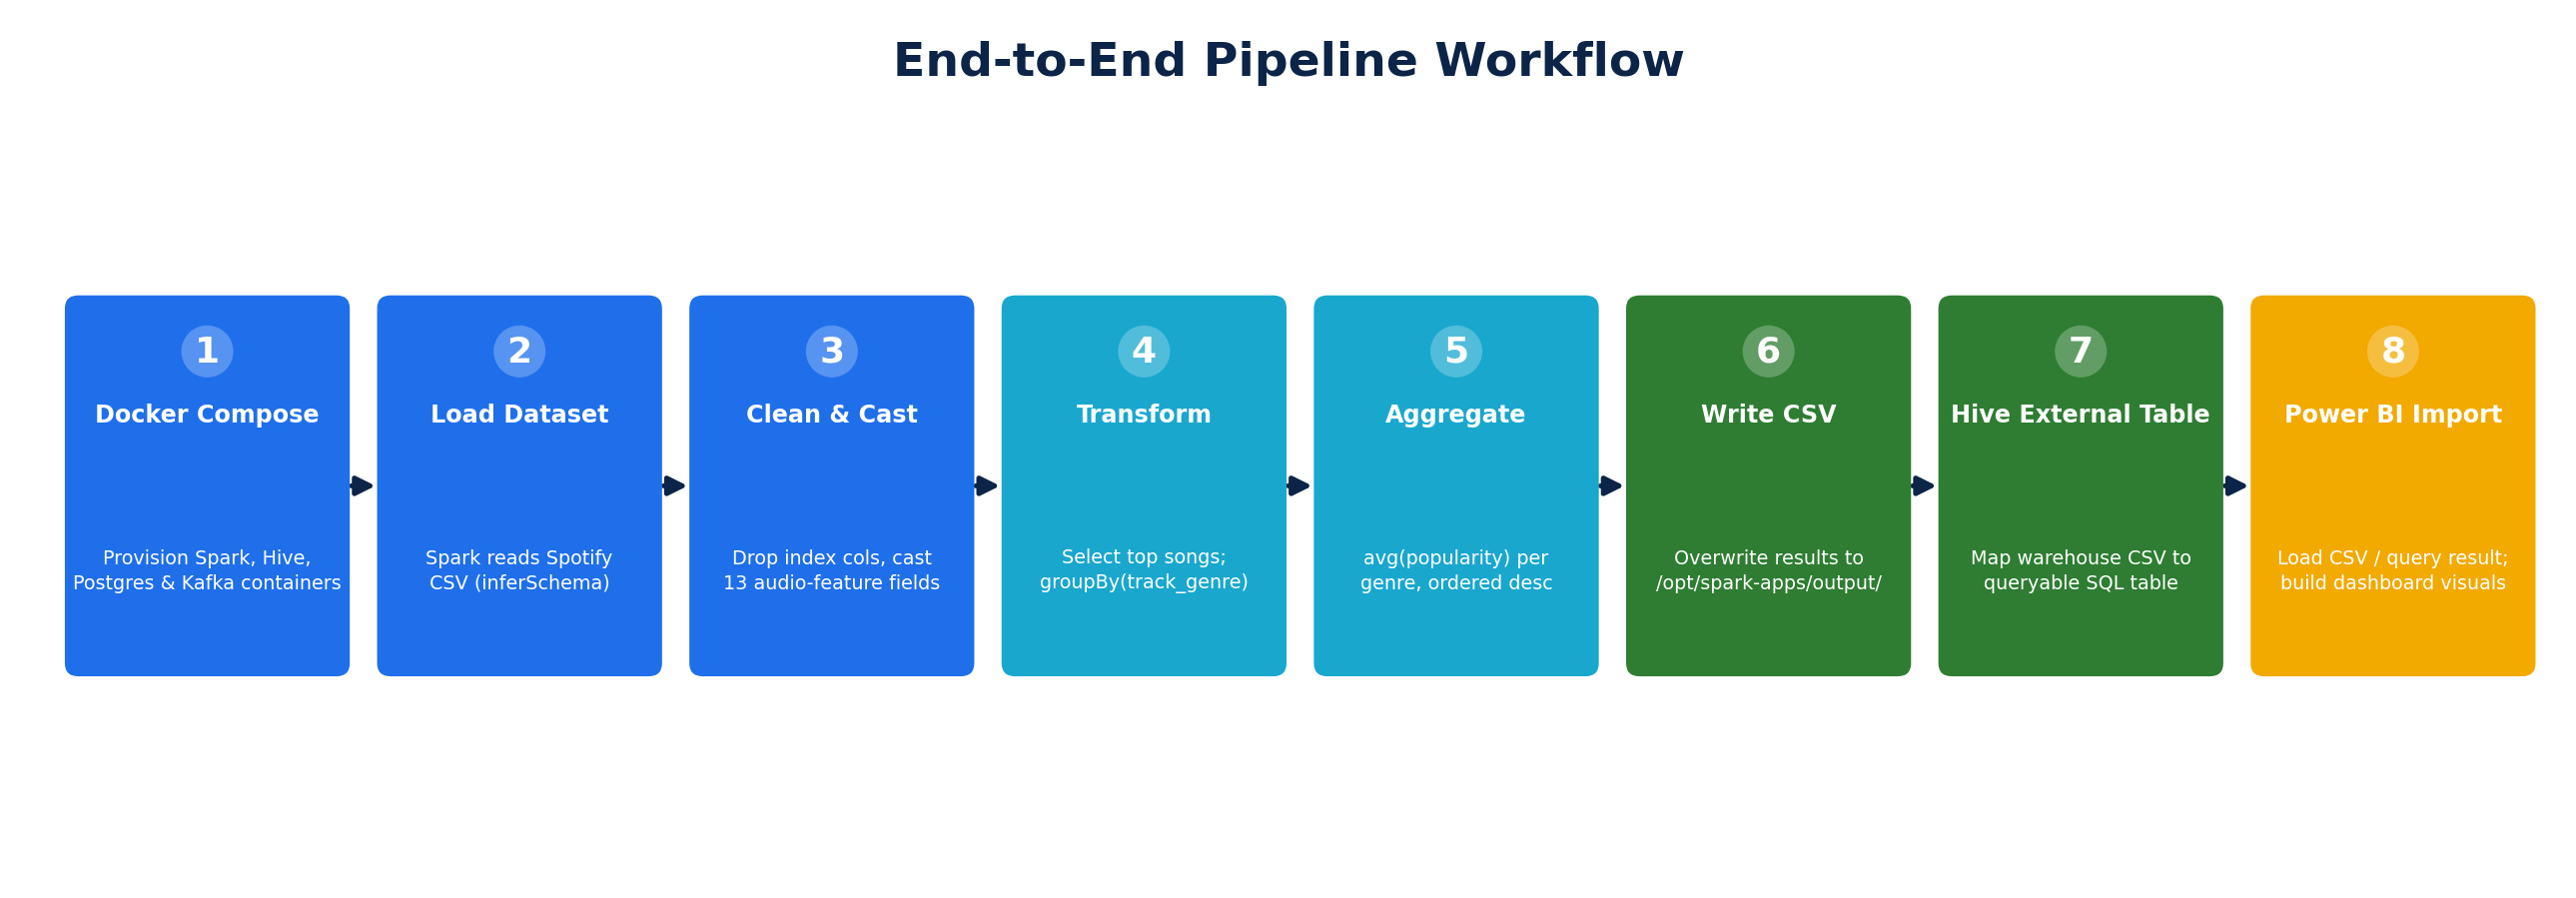 End-to-End Pipeline Workflow
1
Docker Compose
Provision Spark, Hive,
Postgres & Kafka containers
2
Load Dataset
Spark reads Spotify
CSV (inferSchema)
3
Clean & Cast
Drop index cols, cast
13 audio-feature fields
4
Transform
Select top songs;
groupBy(track_genre)
5
Aggregate
avg(popularity) per
genre, ordered desc
6
Write CSV
Overwrite results to
/opt/spark-apps/output/
7
Hive External Table
Map warehouse CSV to
queryable SQL table
8
Power BI Import
Load CSV / query result;
build dashboard visuals